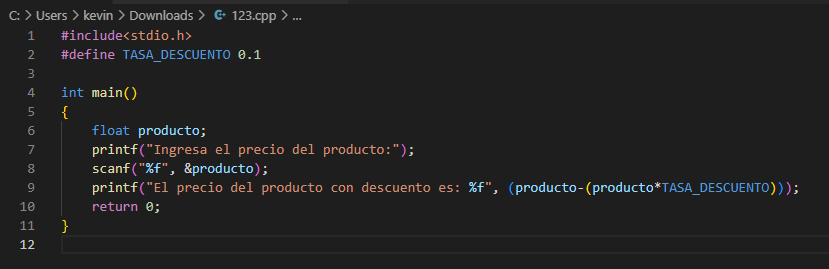 C: > Users > kevin > Downloads > 123.cpp > ...
1 #include<stdio.h>
2 #define TASA_DESCUENTO 0.1
3
4 int main()
5 {
6 float producto;
7 printf("Ingresa el precio del producto:");
8 scanf("%f", &producto);
9 printf("El precio del producto con descuento es: %f", (producto-(producto*TASA_DESCUENTO)));
10 return 0;
11 }
12